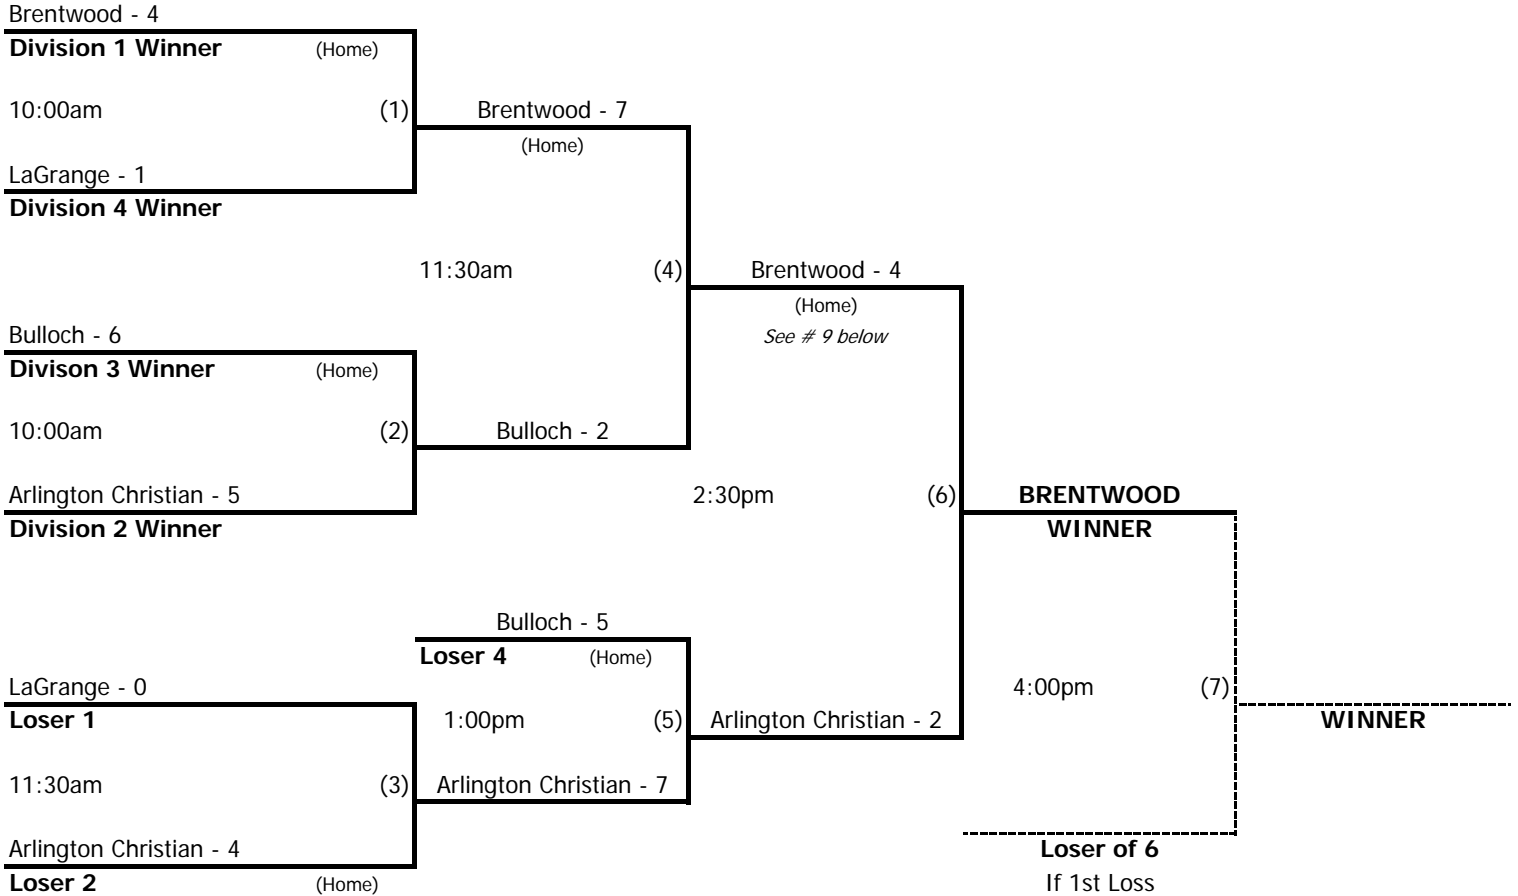 Brentwood - 4
Division 1 Winner (Home)
10:00am (1) Brentwood - 7
(Home)
LaGrange - 1
Division 4 Winner
11:30am (4) Brentwood - 4
(Home)
Bulloch - 6 See # 9 below
Divison 3 Winner (Home)
10:00am (2) Bulloch - 2
Arlington Christian - 5 2:30pm (6) BRENTWOOD
Division 2 Winner WINNER
Bulloch - 5
Loser 4 (Home)
LaGrange - 0 4:00pm (7)
Loser 1 1:00pm (5) Arlington Christian - 2 WINNER
11:30am (3) Arlington Christian - 7
Arlington Christian - 4 Loser of 6
Loser 2 (Home) If 1st Loss